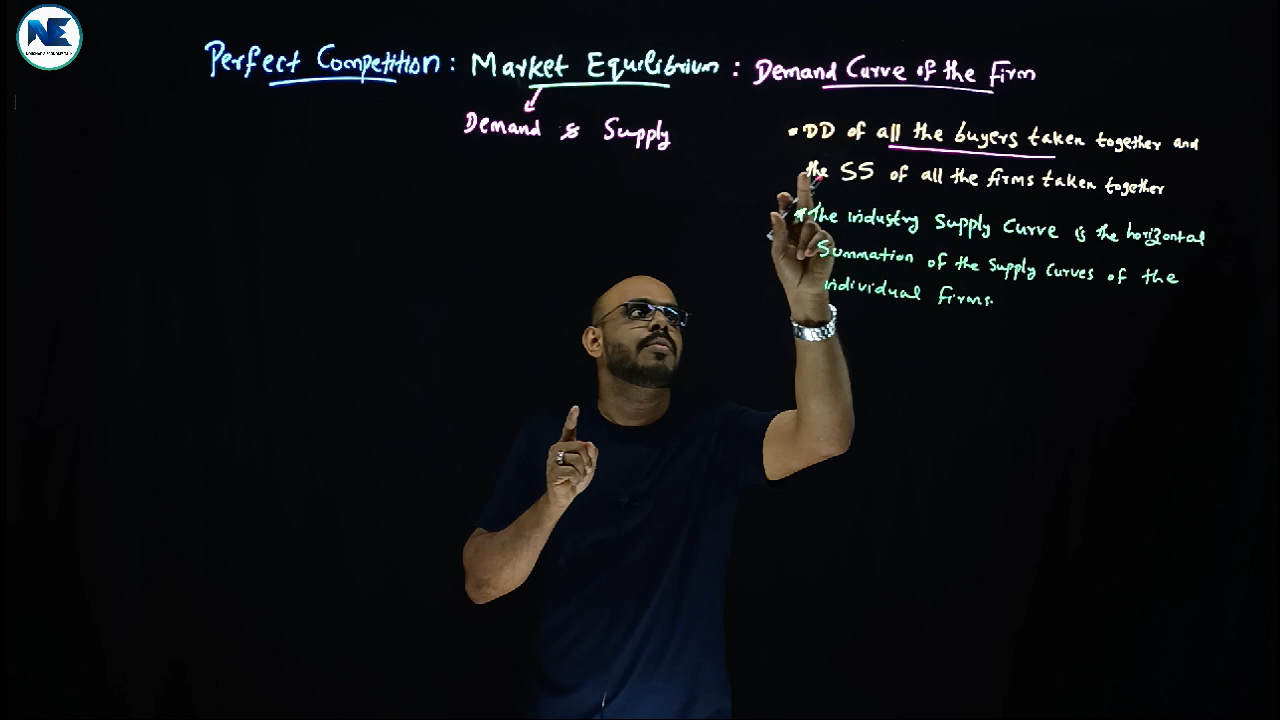 NE
Perfect Competition : Market Equilibrium : Demand Curve of the Firm
Demand & Supply
• DD of all the buyers taken together and
the SS of all the firms taken together
• The industry Supply Curve is the horizontal
Summation of the Supply Curves of the
individual Firms.